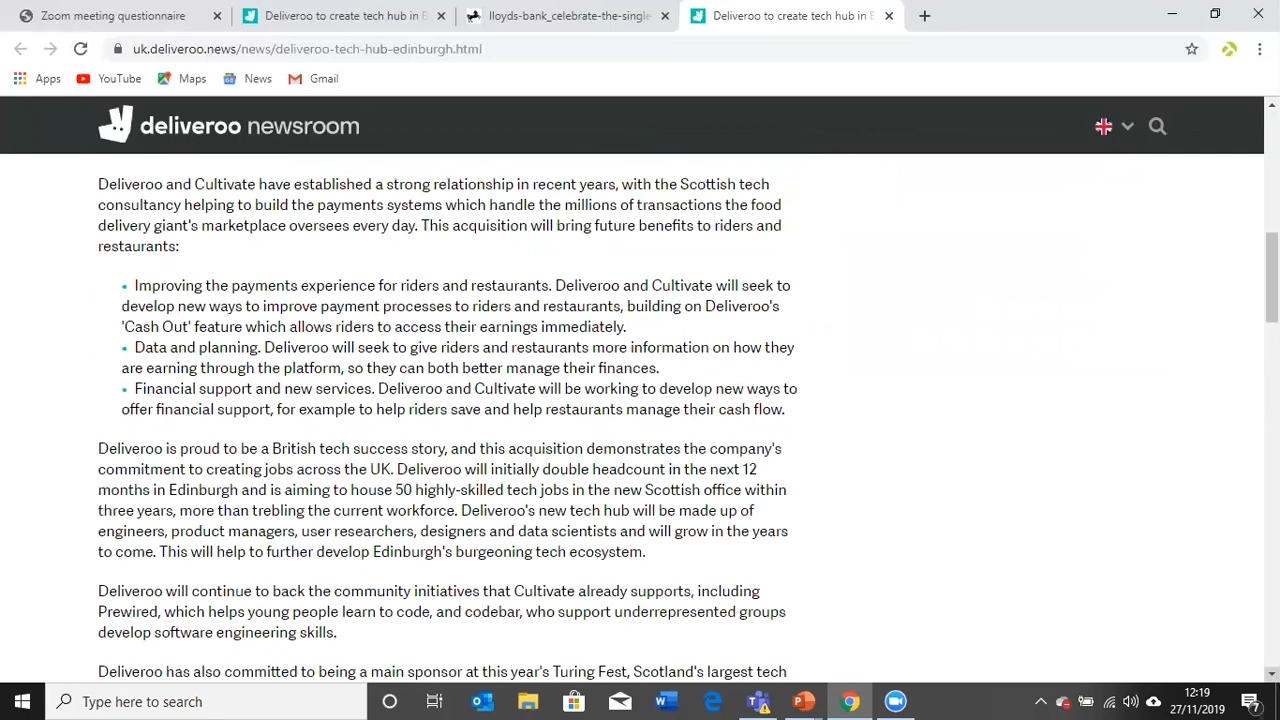 Zoom meeting questionnaire
Deliveroo to create tech hub in E
lloyds-bank_celebrate-the-single
Deliveroo to create tech hub in E
uk.deliveroo.news/news/deliveroo-tech-hub-edinburgh.html
Apps YouTube Maps News Gmail
deliveroo newsroom
Deliveroo and Cultivate have established a strong relationship in recent years, with the Scottish tech
consultancy helping to build the payments systems which handle the millions of transactions the food
delivery giant's marketplace oversees every day. This acquisition will bring future benefits to riders and
restaurants:
• Improving the payments experience for riders and restaurants. Deliveroo and Cultivate will seek to
develop new ways to improve payment processes to riders and restaurants, building on Deliveroo's
'Cash Out' feature which allows riders to access their earnings immediately.
• Data and planning. Deliveroo will seek to give riders and restaurants more information on how they
are earning through the platform, so they can both better manage their finances.
• Financial support and new services. Deliveroo and Cultivate will be working to develop new ways to
offer financial support, for example to help riders save and help restaurants manage their cash flow.
Deliveroo is proud to be a British tech success story, and this acquisition demonstrates the company's
commitment to creating jobs across the UK. Deliveroo will initially double headcount in the next 12
months in Edinburgh and is aiming to house 50 highly-skilled tech jobs in the new Scottish office within
three years, more than trebling the current workforce. Deliveroo's new tech hub will be made up of
engineers, product managers, user researchers, designers and data scientists and will grow in the years
to come. This will help to further develop Edinburgh's burgeoning tech ecosystem.
Deliveroo will continue to back the community initiatives that Cultivate already supports, including
Prewired, which helps young people learn to code, and codebar, who support underrepresented groups
develop software engineering skills.
Deliveroo has also committed to being a main sponsor at this year's Turing Fest, Scotland's largest tech
Type here to search
12:19
27/11/2019
7